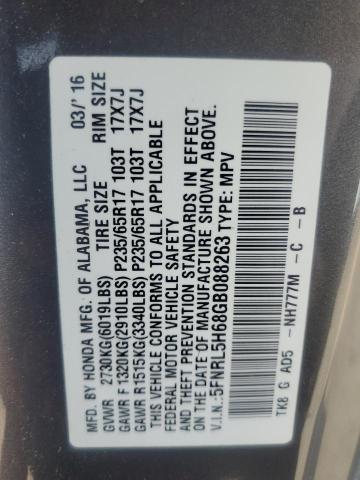 MFD. BY HONDA MFG. OF ALABAMA, LLC 03/'16
GVWR 2730KG(6019LBS) TIRE SIZE RIM SIZE
GAWR F 1320KG(2910LBS) P235/65R17 103T 17X7J
GAWR R 1515KG(3340LBS) P235/65R17 103T 17X7J
THIS VEHICLE CONFORMS TO ALL APPLICABLE
FEDERAL MOTOR VEHICLE SAFETY
AND THEFT PREVENTION STANDARDS IN EFFECT
ON THE DATE OF MANUFACTURE SHOWN ABOVE.
V.I.N.: 5FNRL5H68GB088263 TYPE: MPV
NH777M - C - B
TK8 G AD5